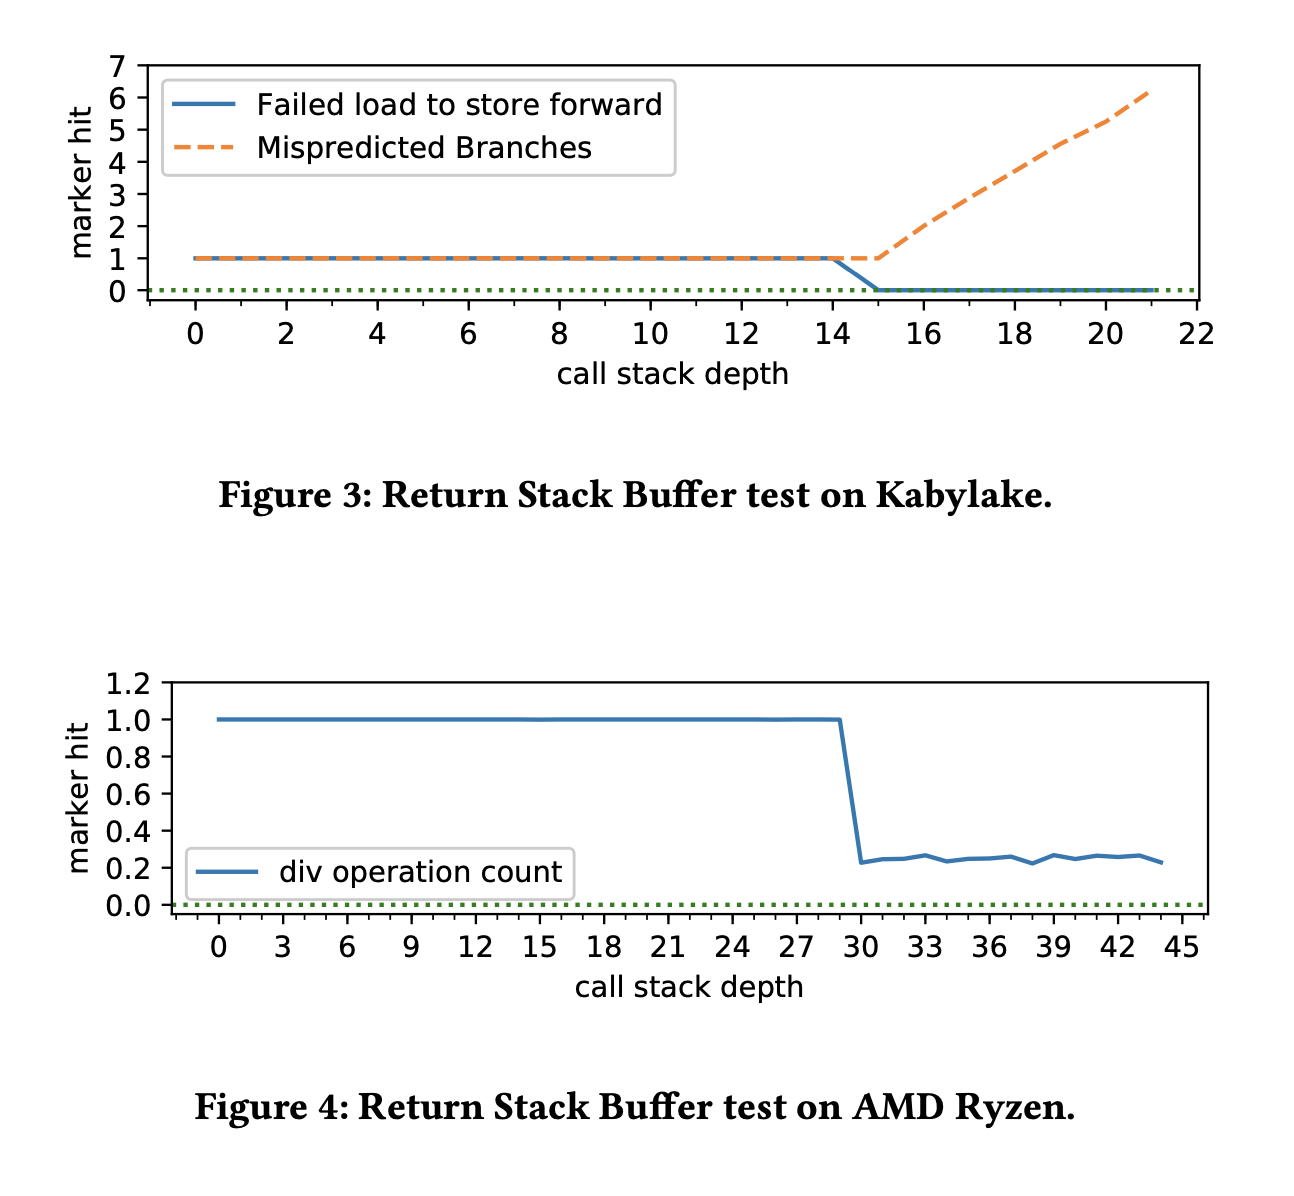 7
6
5
4
3
2
1
0
marker hit
Failed load to store forward
Mispredicted Branches
0 2 4 6 8 10 12 14 16 18 20 22
call stack depth
Figure 3: Return Stack Buffer test on Kabylake.
1.2
1.0
0.8
0.6
0.4
0.2
0.0
marker hit
div operation count
0 3 6 9 12 15 18 21 24 27 30 33 36 39 42 45
call stack depth
Figure 4: Return Stack Buffer test on AMD Ryzen.